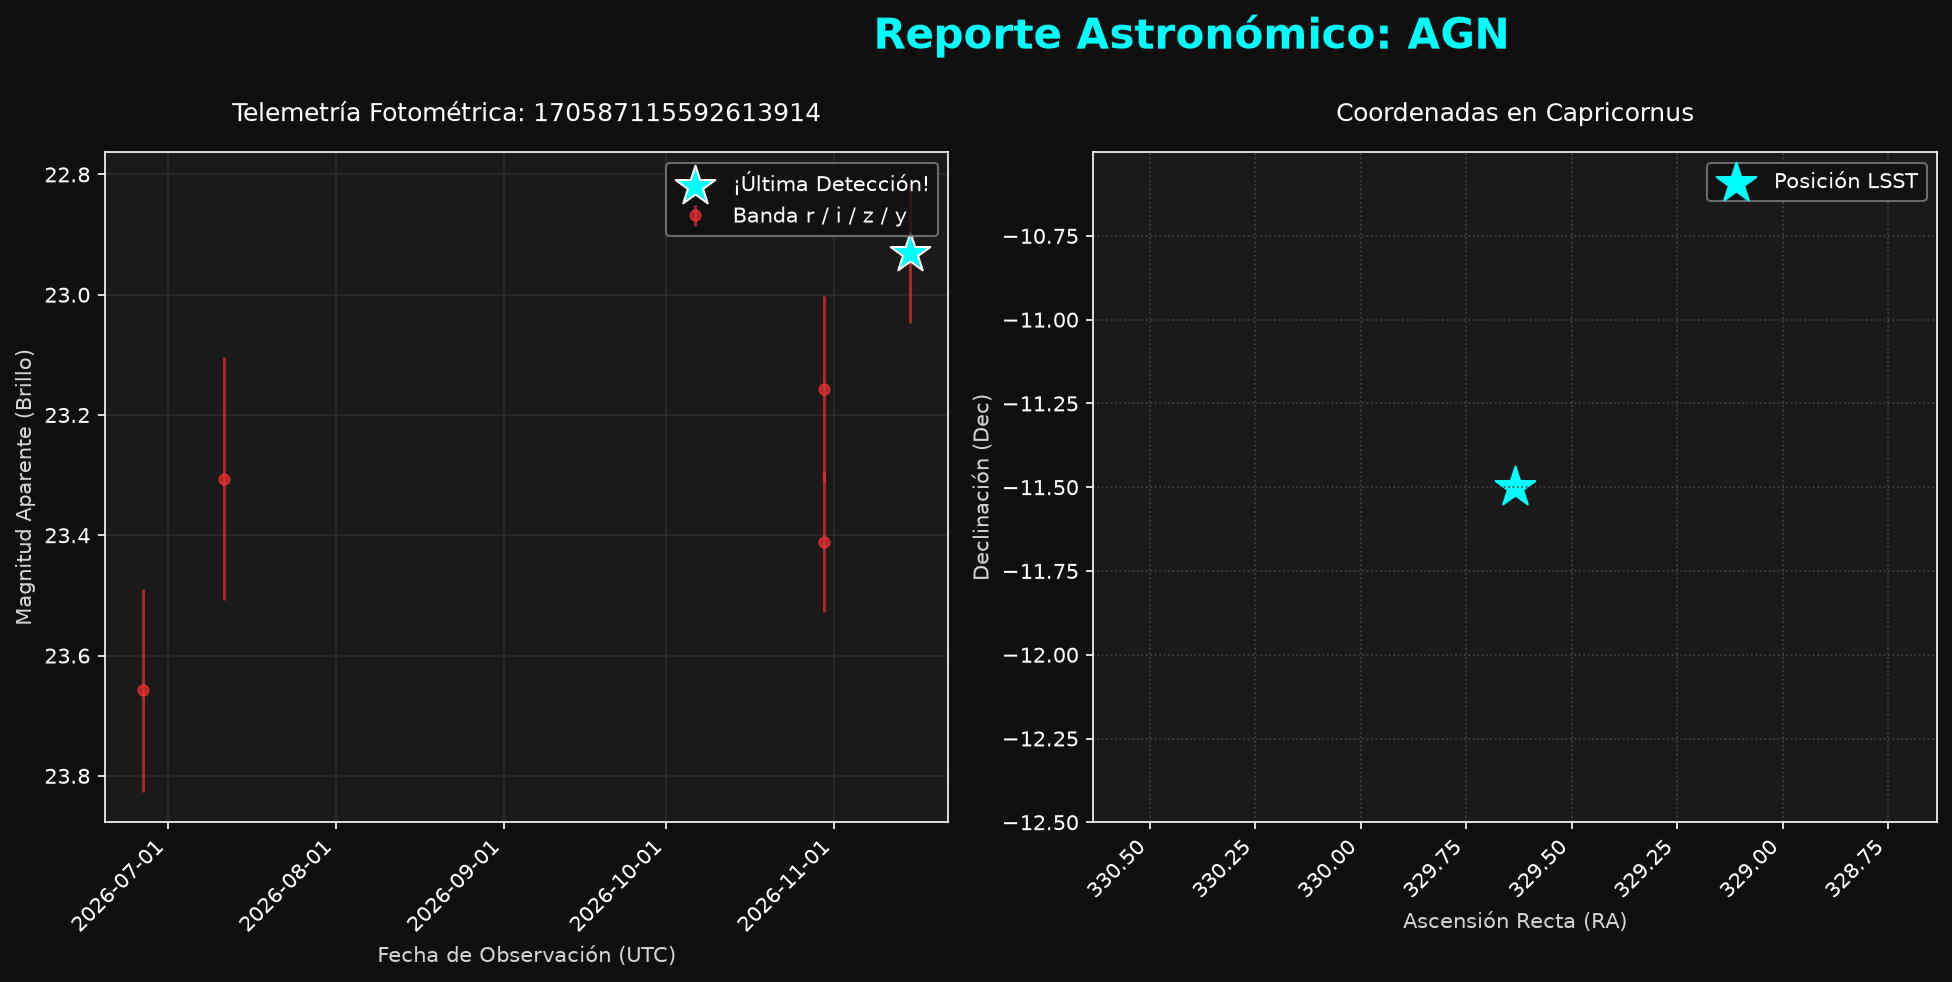 Reporte Astronómico: AGN
Telemetría Fotométrica: 170587115592613914
¡Última Detección!
Banda r / i / z / y
Magnitud Aparente (Brillo)
22.8
23.0
23.2
23.4
23.6
23.8
2026-07-01
2026-08-01
2026-09-01
2026-10-01
2026-11-01
Fecha de Observación (UTC)
Coordenadas en Capricornus
Posición LSST
Declinación (Dec)
−10.75
−11.00
−11.25
−11.50
−11.75
−12.00
−12.25
−12.50
330.50
330.25
330.00
329.75
329.50
329.25
329.00
328.75
Ascensión Recta (RA)